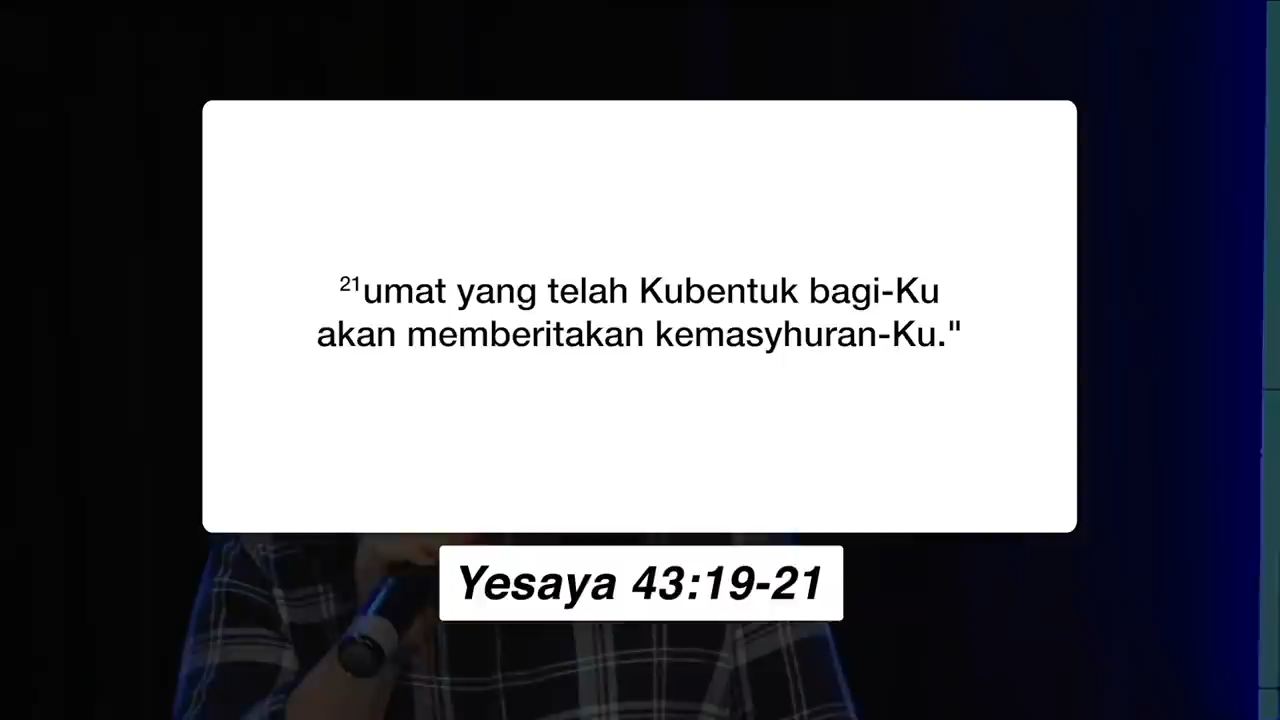 ²¹umat yang telah Kubentuk bagi-Ku
akan memberitakan kemasyhuran-Ku."
Yesaya 43:19-21